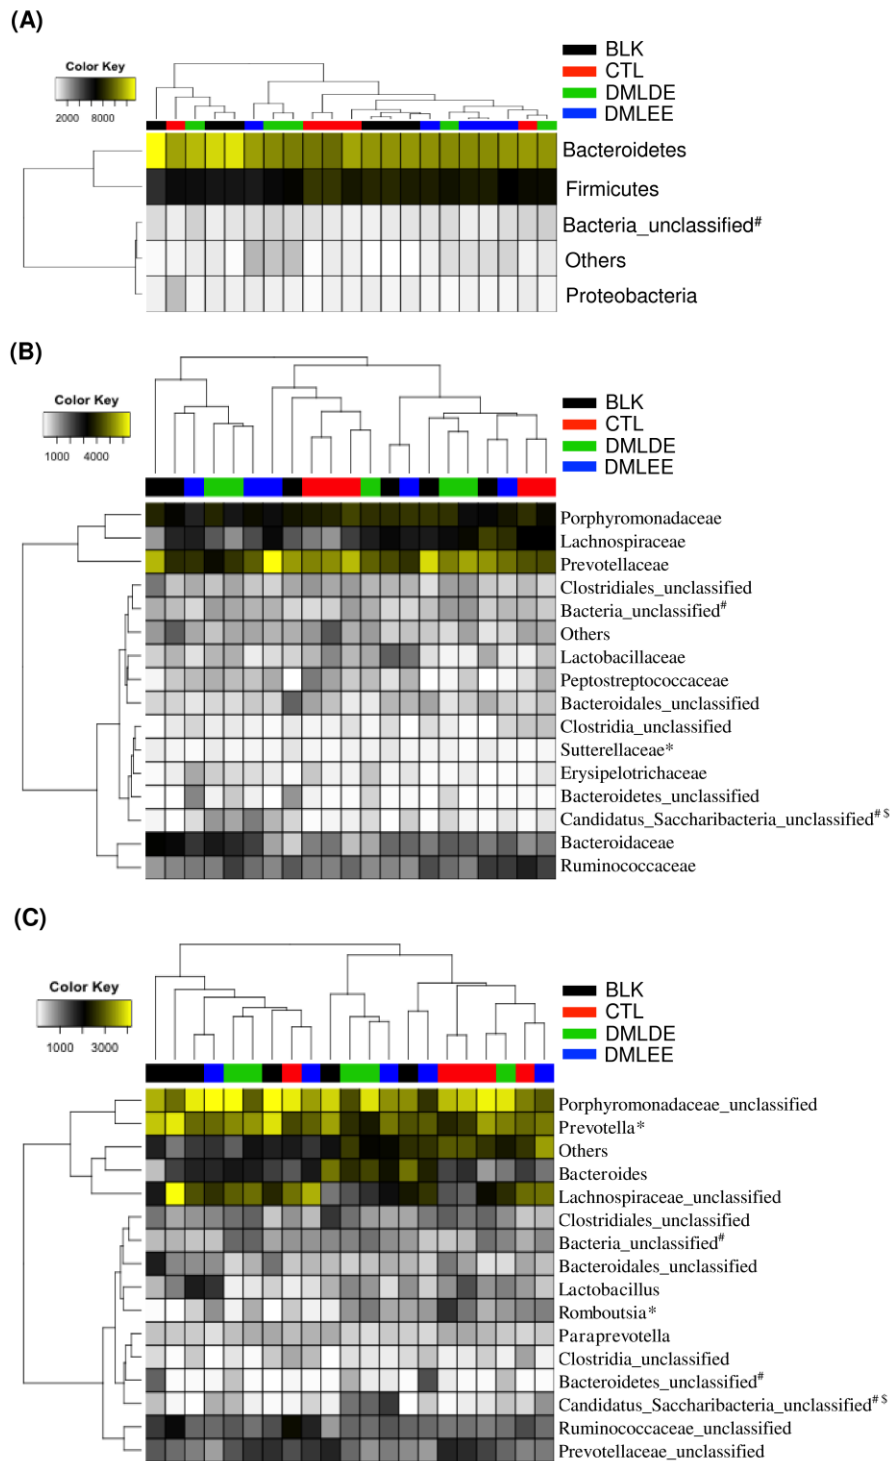 (A)
Color Key
2000 8000
BLK
CTL
DMLDE
DMLEE
Bacteroidetes
Firmicutes
Bacteria_unclassified#
Others
Proteobacteria
(B)
Color Key
1000 4000
BLK
CTL
DMLDE
DMLEE
Porphyromonadaceae
Lachnospiraceae
Prevotellaceae
Clostridiales_unclassified
Bacteria_unclassified#
Others
Lactobacillaceae
Peptostreptococcaceae
Bacteroidales_unclassified
Clostridia_unclassified
Sutterellaceae*
Erysipelotrichaceae
Bacteroidetes_unclassified
Candidatus_Saccharibacteria_unclassified# $
Bacteroidaceae
Ruminococcaceae
(C)
Color Key
1000 3000
BLK
CTL
DMLDE
DMLEE
Porphyromonadaceae_unclassified
Prevotella*
Others
Bacteroides
Lachnospiraceae_unclassified
Clostridiales_unclassified
Bacteria_unclassified#
Bacteroidales_unclassified
Lactobacillus
Romboutsia*
Paraprevotella
Clostridia_unclassified
Bacteroidetes_unclassified#
Candidatus_Saccharibacteria_unclassified# $
Ruminococcaceae_unclassified
Prevotellaceae_unclassified